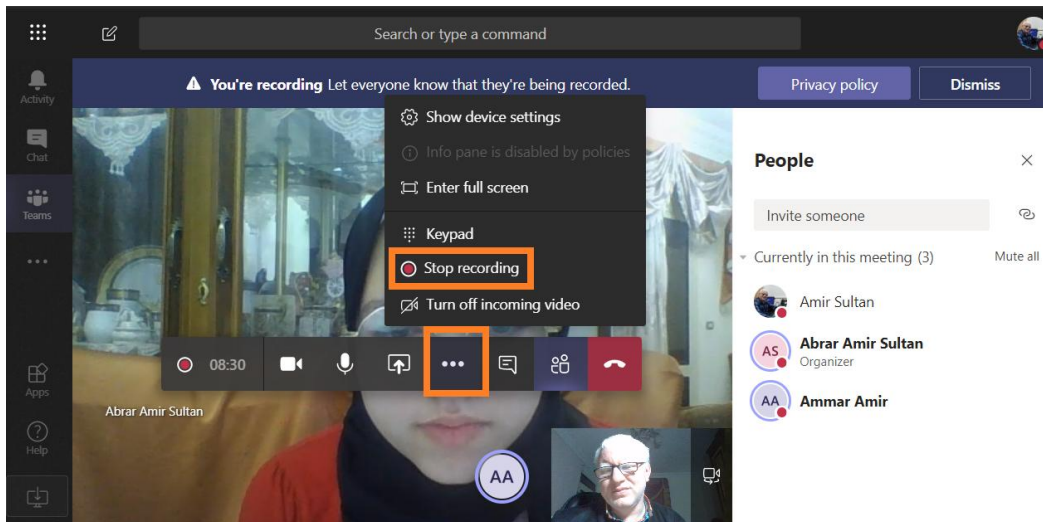 Search or type a command
Activity
Chat
Teams
Apps
Help
You're recording Let everyone know that they're being recorded.
Privacy policy
Dismiss
Show device settings
Info pane is disabled by policies
Enter full screen
Keypad
Stop recording
Turn off incoming video
08:30
Abrar Amir Sultan
AA
People
Invite someone
Currently in this meeting (3)
Mute all
Amir Sultan
AS
Abrar Amir Sultan
Organizer
AA
Ammar Amir